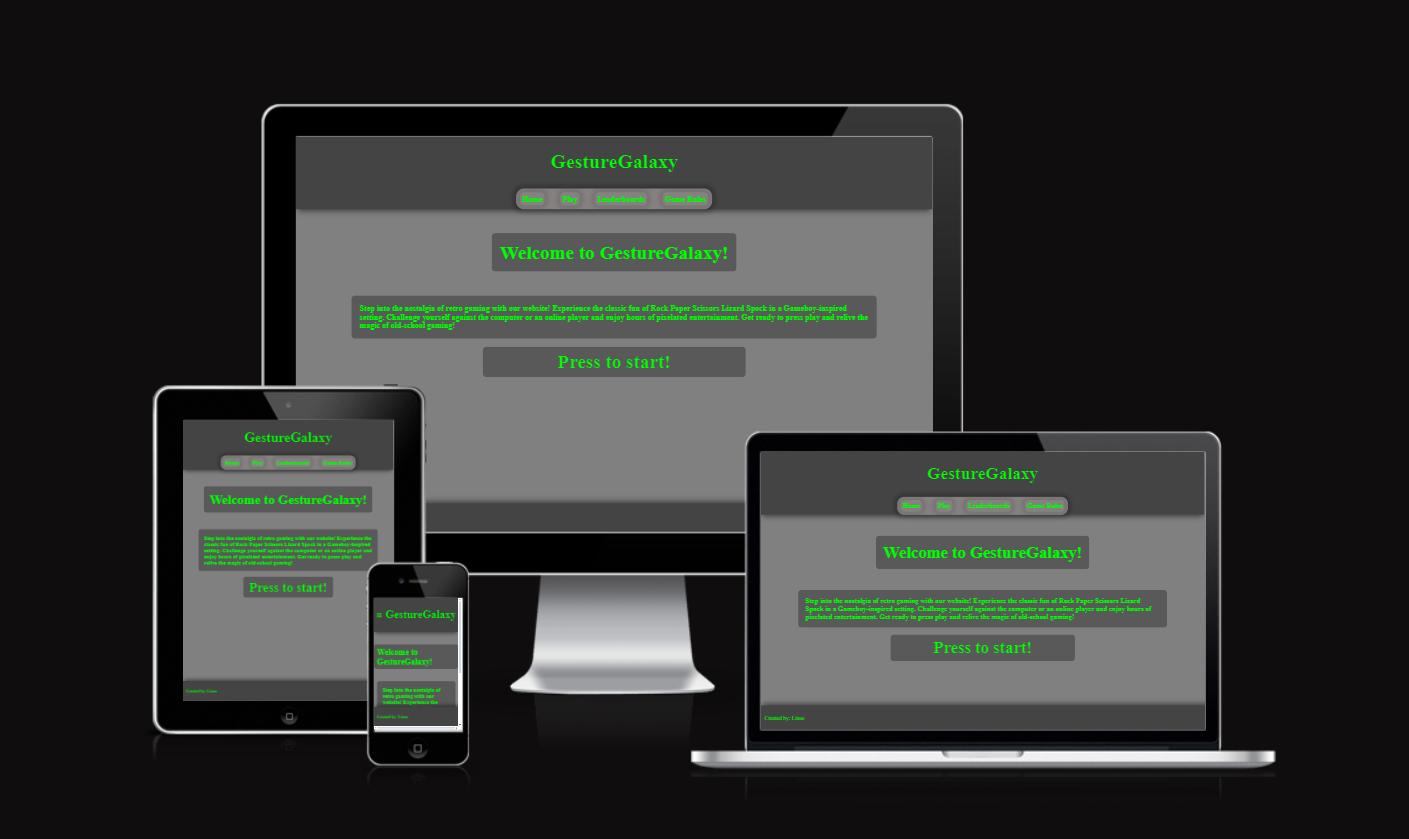 GestureGalaxy
Home Play Leaderboards Game Rules
Welcome to GestureGalaxy!
Step into the nostalgia of retro gaming with our website! Experience the classic fun of Rock Paper Scissors Lizard Spock in a Gameboy-inspired
setting. Challenge yourself against the computer or an online player and enjoy hours of pixelated entertainment. Get ready to press play and relive the
magic of old-school gaming!
Press to start!
GestureGalaxy
Welcome to GestureGalaxy!
Step into the nostalgia of retro gaming with our website! Experience the
classic fun of Rock Paper Scissors Lizard Spock in a Gameboy-inspired
setting. Challenge yourself against the computer or an online player and
enjoy hours of pixelated entertainment. Get ready to press play and
relive the magic of old-school gaming!
Press to start!
Created by: Linus
≡ GestureGalaxy
Welcome to
GestureGalaxy!
Step into the nostalgia of
retro gaming with our
website! Experience the
Created by: Linus
GestureGalaxy
Home Play Leaderboards Game Rules
Welcome to GestureGalaxy!
Step into the nostalgia of retro gaming with our website! Experience the classic fun of Rock Paper Scissors Lizard
Spock in a Gameboy-inspired setting. Challenge yourself against the computer or an online player and enjoy hours of
pixelated entertainment. Get ready to press play and relive the magic of old-school gaming!
Press to start!
Created by: Linus